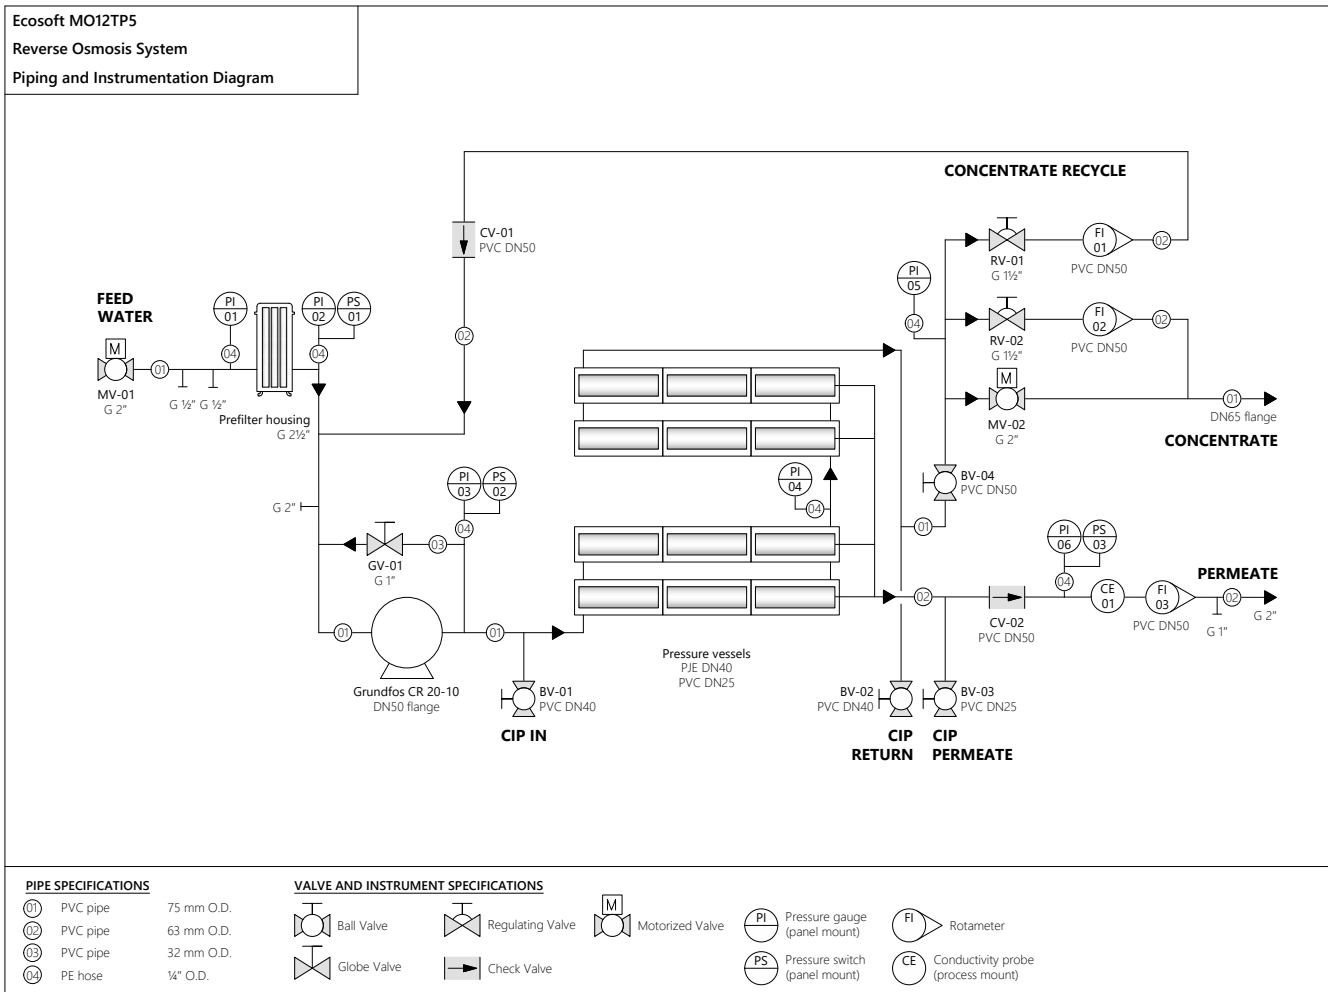 Ecosoft MO12TP5
Reverse Osmosis System
Piping and Instrumentation Diagram
CONCENTRATE RECYCLE
CV-01
PVC DN50
RV-01
G 1½"
FI
01
PVC DN50
02
PI
05
04
FEED
WATER
M
MV-01
G 2"
01
G ½"
G ½"
PI
01
04
PI
02
PS
01
04
Prefilter housing
G 2½"
02
RV-02
G 1½"
FI
02
PVC DN50
02
M
MV-02
G 2"
01
DN65 flange
CONCENTRATE
BV-04
PVC DN50
01
G 2"
PI
03
PS
02
04
PI
04
04
GV-01
G 1"
03
01
Grundfos CR 20-10
DN50 flange
01
BV-01
PVC DN40
CIP IN
Pressure vessels
PJE DN40
PVC DN25
02
CV-02
PVC DN50
PI
06
PS
03
04
CE
01
FI
03
PVC DN50
PERMEATE
02
G 1"
G 2"
BV-02
PVC DN40
BV-03
PVC DN25
CIP
RETURN
CIP
PERMEATE
PIPE SPECIFICATIONS
01 PVC pipe 75 mm O.D.
02 PVC pipe 63 mm O.D.
03 PVC pipe 32 mm O.D.
04 PE hose ¼" O.D.
VALVE AND INSTRUMENT SPECIFICATIONS
Ball Valve
Globe Valve
Regulating Valve
Check Valve
M
Motorized Valve
PI
Pressure gauge
(panel mount)
PS
Pressure switch
(panel mount)
FI
Rotameter
CE
Conductivity probe
(process mount)